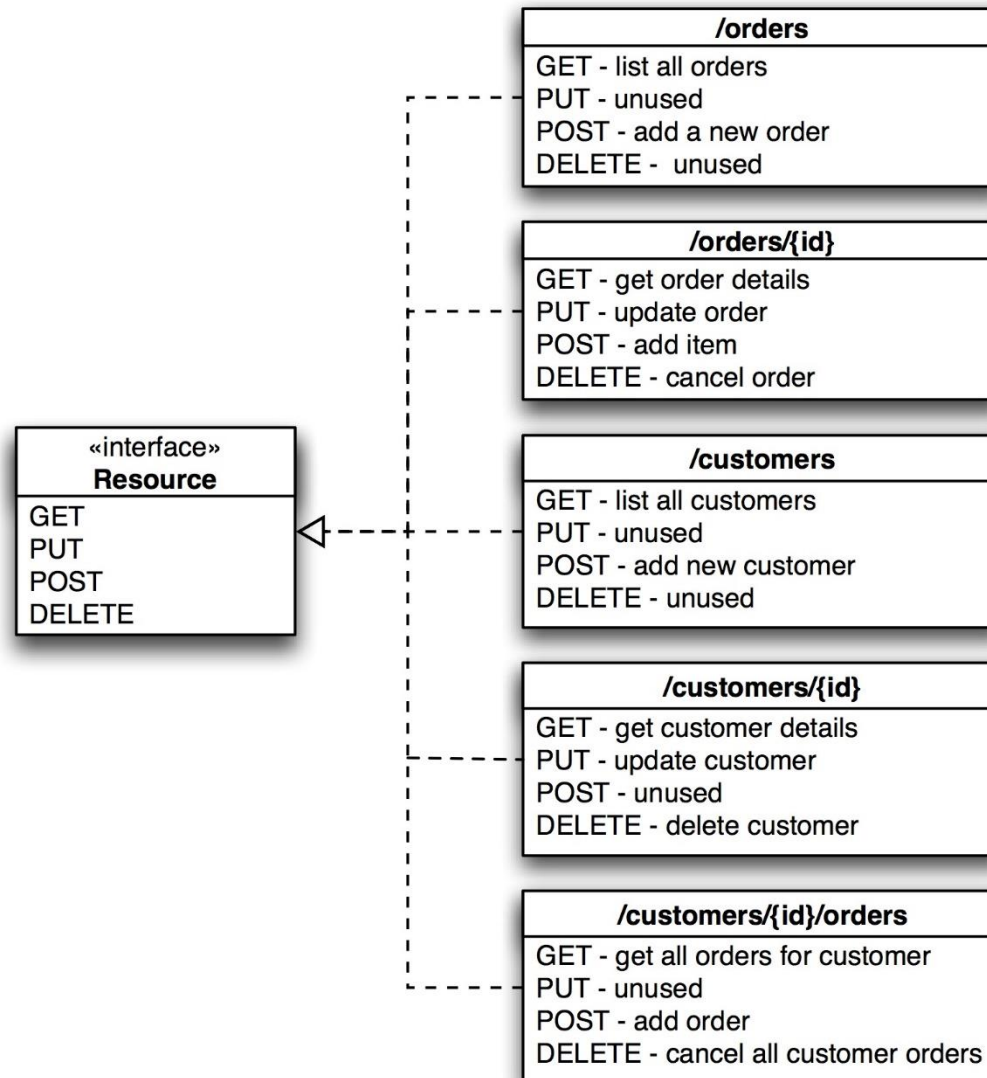 /orders
GET - list all orders
PUT - unused
POST - add a new order
DELETE -  unused
/orders/{id}
GET - get order details
PUT - update order
POST - add item
DELETE - cancel order
«interface»
Resource
GET
PUT
POST
DELETE
/customers
GET - list all customers
PUT - unused
POST - add new customer
DELETE - unused
/customers/{id}
GET - get customer details
PUT - update customer
POST - unused
DELETE - delete customer
/customers/{id}/orders
GET - get all orders for customer
PUT - unused
POST - add order
DELETE - cancel all customer orders